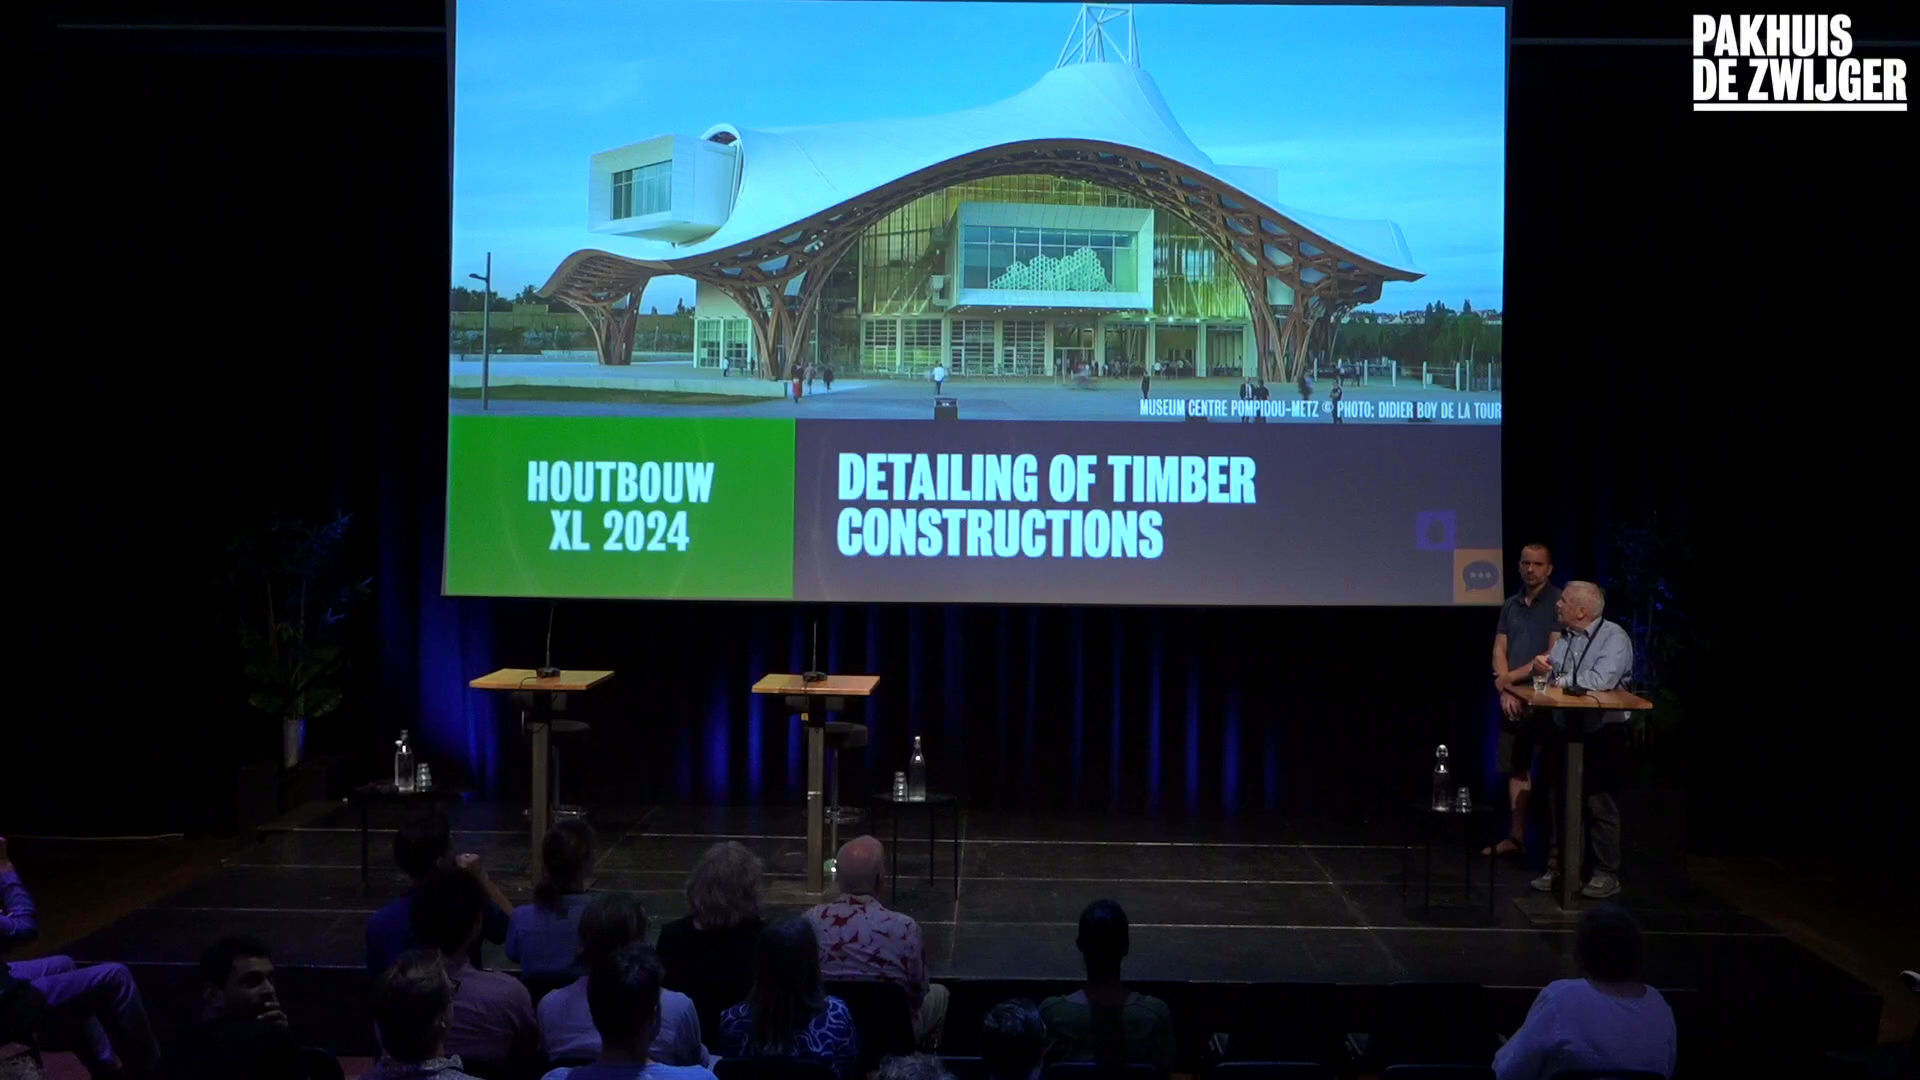 PAKHUIS
DE ZWIJGER
MUSEUM CENTRE POMPIDOU-METZ © PHOTO: DIDIER BOY DE LA TOUR
HOUTBOUW
XL 2024
DETAILING OF TIMBER
CONSTRUCTIONS